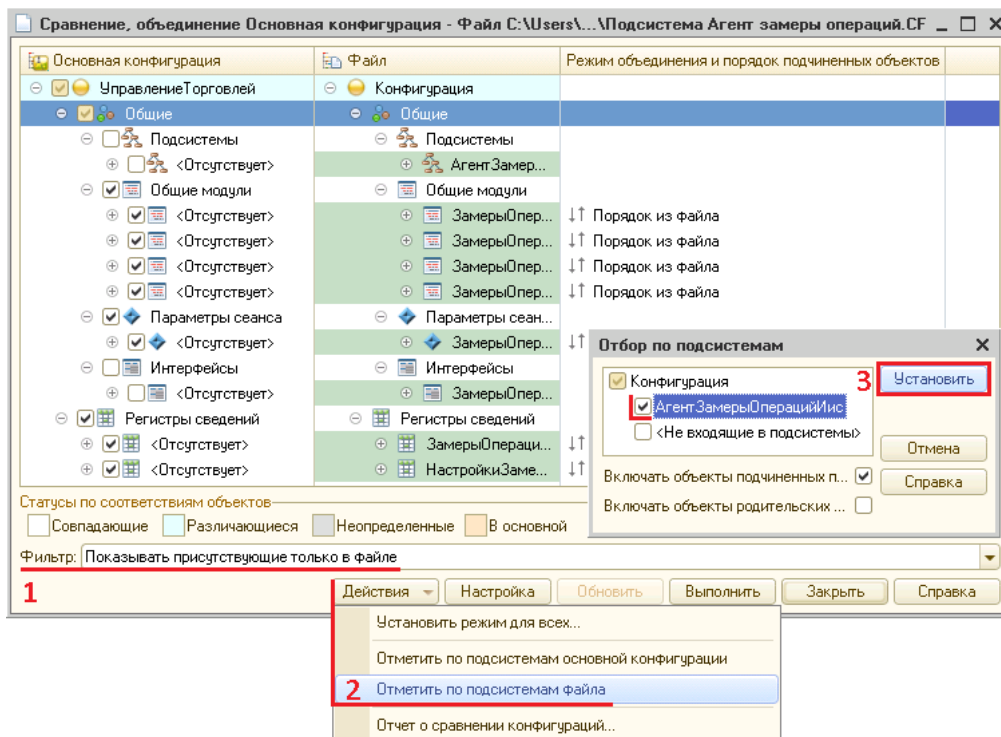 Сравнение, объединение Основная конфигурация - Файл C:\Users\...\Подсистема Агент замеры операций.CF
Основная конфигурация Файл Режим объединения и порядок подчиненных объектов
УправлениеТорговлей Конфигурация
Общие Общие
Подсистемы Подсистемы
<Отсутствует> АгентЗамер...
Общие модули Общие модули
<Отсутствует> ЗамерыОпер... Порядок из файла
<Отсутствует> ЗамерыОпер... Порядок из файла
<Отсутствует> ЗамерыОпер... Порядок из файла
<Отсутствует> ЗамерыОпер... Порядок из файла
Параметры сеанса Параметры сеан...
<Отсутствует> ЗамерыОпер...
Интерфейсы Интерфейсы
<Отсутствует> ЗамерыОпер...
Регистры сведений Регистры сведений
<Отсутствует> ЗамерыОпераци...
<Отсутствует> НастройкиЗаме...
Отбор по подсистемам
Конфигурация 3 Установить
АгентЗамерыОперацийИис
<Не входящие в подсистемы>
Отмена
Включать объекты подчиненных п... Справка
Включать объекты родительских ...
Статусы по соответствиям объектов
Совпадающие Различающиеся Неопределенные В основной
Фильтр: Показывать присутствующие только в файле
1 Действия Настройка Обновить Выполнить Закрыть Справка
Установить режим для всех...
Отметить по подсистемам основной конфигурации
2 Отметить по подсистемам файла
Отчет о сравнении конфигураций...